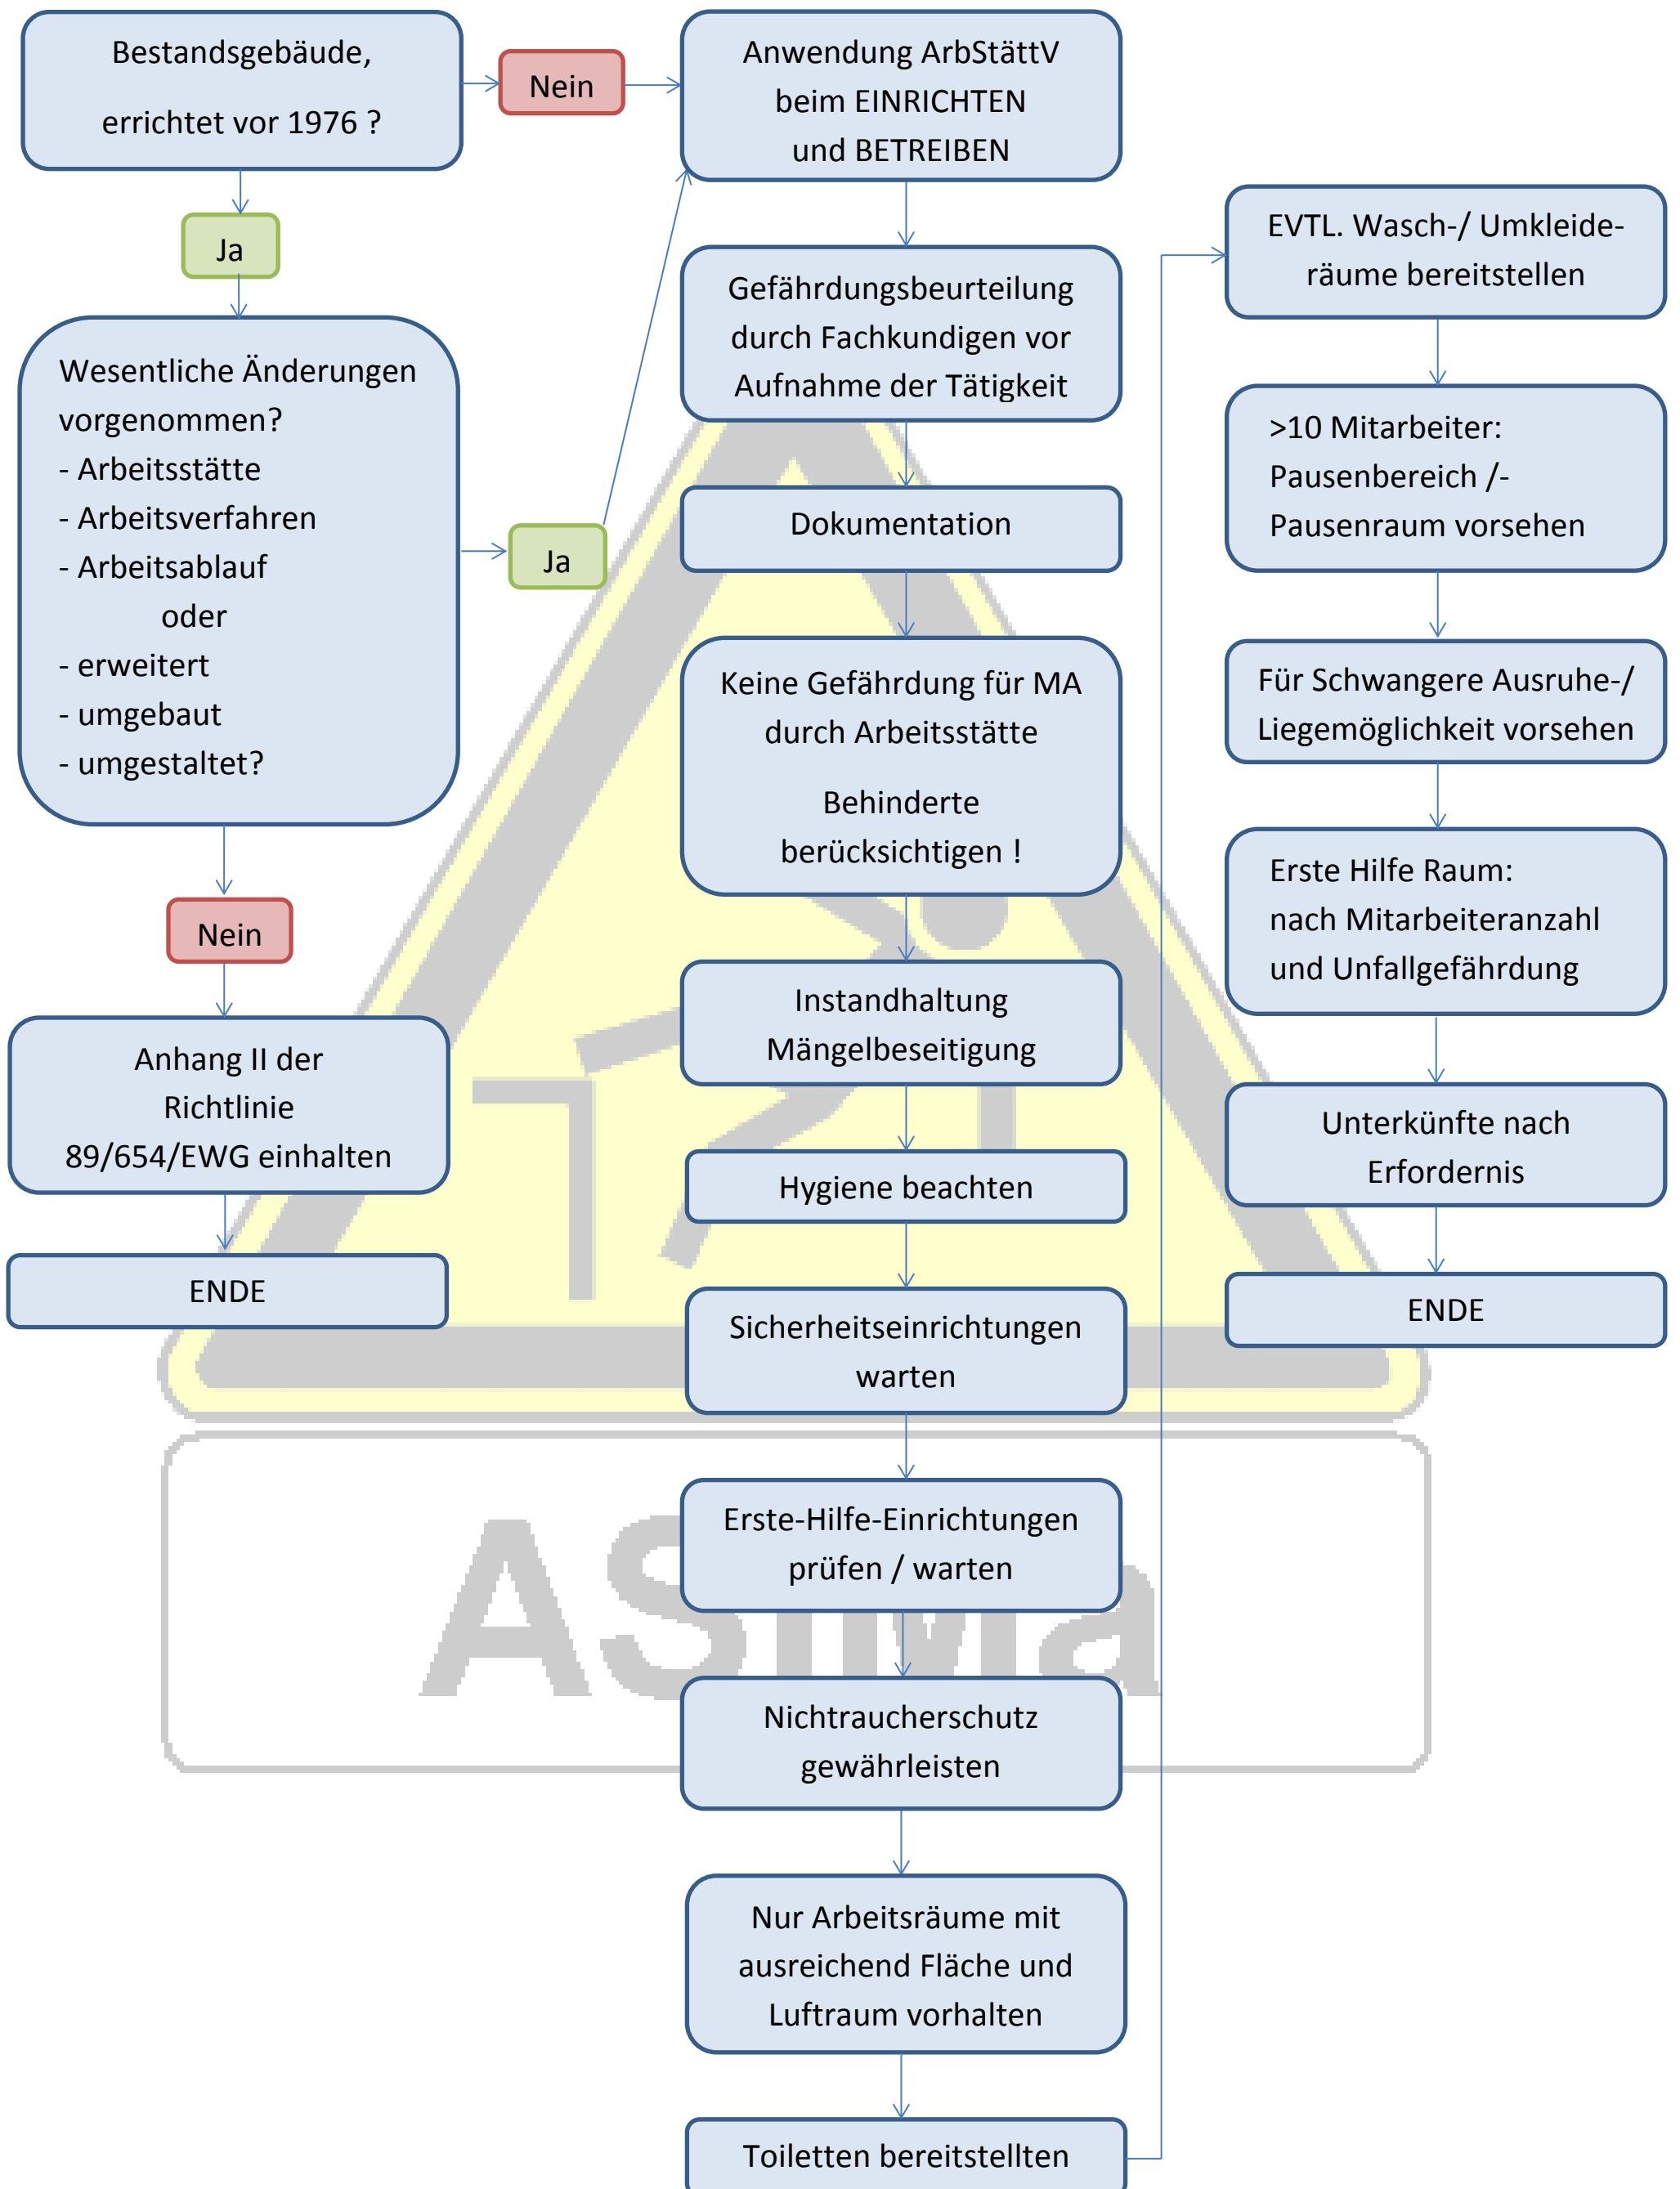 Bestandsgebäude,
errichtet vor 1976 ?
Nein
Ja
Wesentliche Änderungen
vorgenommen?
- Arbeitsstätte
- Arbeitsverfahren
- Arbeitsablauf
oder
- erweitert
- umgebaut
- umgestaltet?
Ja
Nein
Anhang II der
Richtlinie
89/654/EWG einhalten
ENDE
Anwendung ArbStättV
beim EINRICHTEN
und BETREIBEN
Gefährdungsbeurteilung
durch Fachkundigen vor
Aufnahme der Tätigkeit
Dokumentation
Keine Gefährdung für MA
durch Arbeitsstätte
Behinderte
berücksichtigen !
Instandhaltung
Mängelbeseitigung
Hygiene beachten
Sicherheitseinrichtungen
warten
Erste-Hilfe-Einrichtungen
prüfen / warten
Nichtraucherschutz
gewährleisten
Nur Arbeitsräume mit
ausreichend Fläche und
Luftraum vorhalten
Toiletten bereitstellten
EVTL. Wasch-/ Umkleide-
räume bereitstellen
>10 Mitarbeiter:
Pausenbereich /-
Pausenraum vorsehen
Für Schwangere Ausruhe-/
Liegemöglichkeit vorsehen
Erste Hilfe Raum:
nach Mitarbeiteranzahl
und Unfallgefährdung
Unterkünfte nach
Erfordernis
ENDE